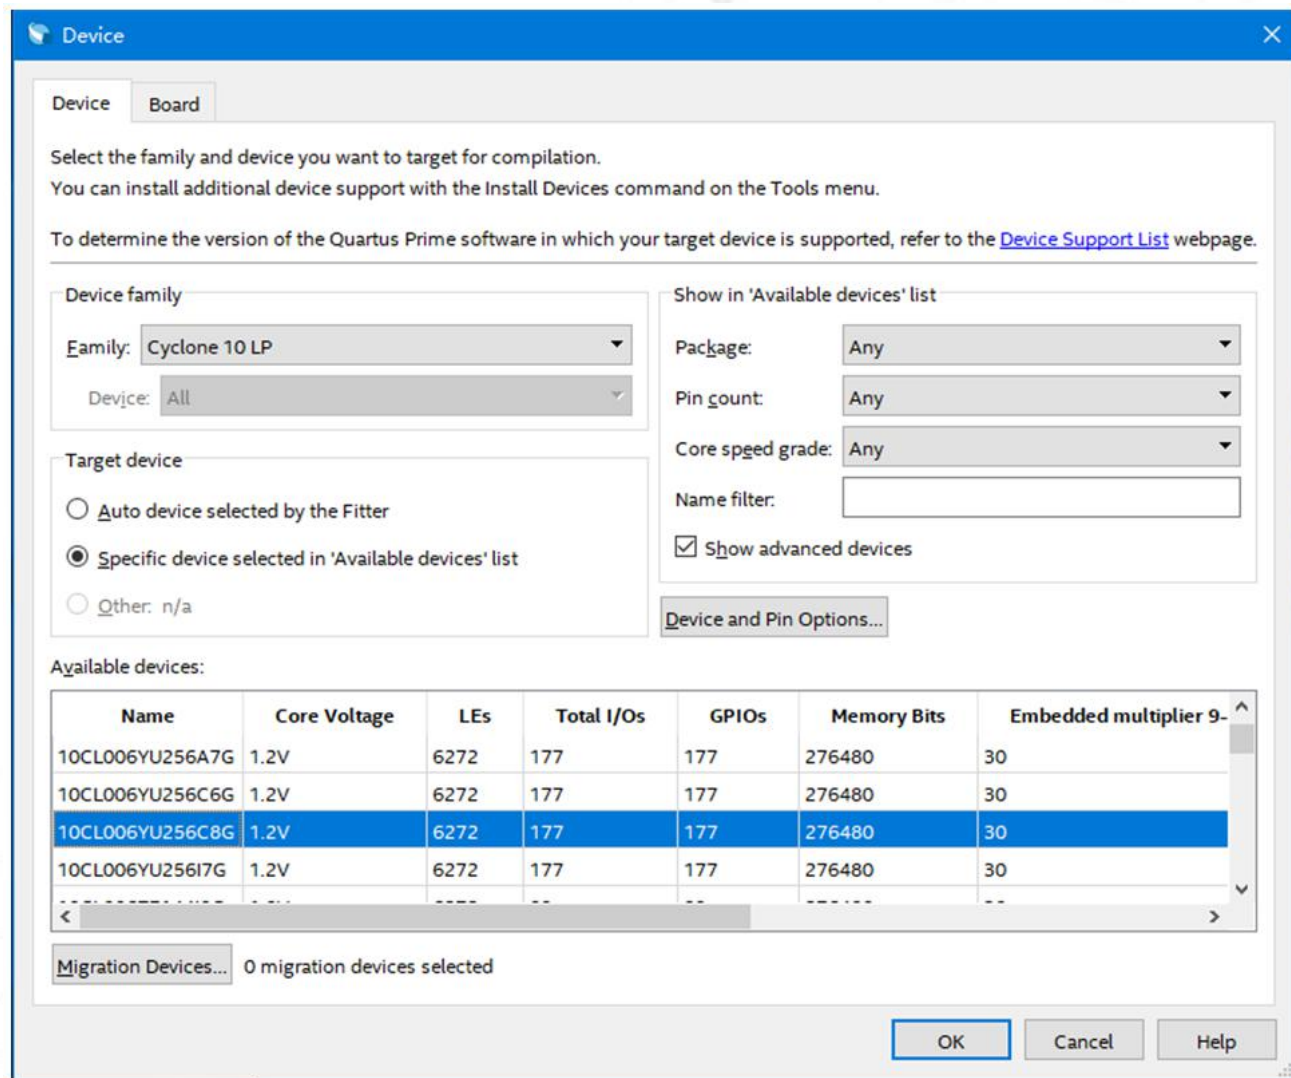 Device
Device Board
Select the family and device you want to target for compilation.
You can install additional device support with the Install Devices command on the Tools menu.
To determine the version of the Quartus Prime software in which your target device is supported, refer to the Device Support List webpage.
Device family
Family: Cyclone 10 LP
Device: All
Target device
Auto device selected by the Fitter
Specific device selected in 'Available devices' list
Other: n/a
Show in 'Available devices' list
Package: Any
Pin count: Any
Core speed grade: Any
Name filter:
Show advanced devices
Device and Pin Options...
Available devices:
Name Core Voltage LEs Total I/Os GPIOs Memory Bits Embedded multiplier 9-
10CL006YU256A7G 1.2V 6272 177 177 276480 30
10CL006YU256C6G 1.2V 6272 177 177 276480 30
10CL006YU256C8G 1.2V 6272 177 177 276480 30
10CL006YU256I7G 1.2V 6272 177 177 276480 30
Migration Devices... 0 migration devices selected
OK Cancel Help